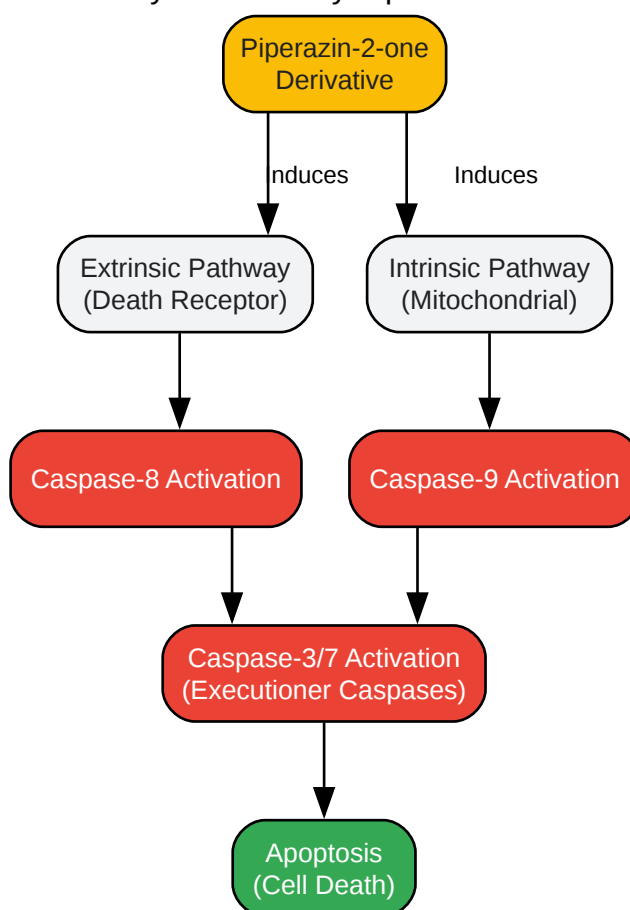 Piperazin-2-one
Derivative
Induces
Induces
Extrinsic Pathway
(Death Receptor)
Intrinsic Pathway
(Mitochondrial)
Caspase-8 Activation
Caspase-9 Activation
Caspase-3/7 Activation
(Executioner Caspases)
Apoptosis
(Cell Death)